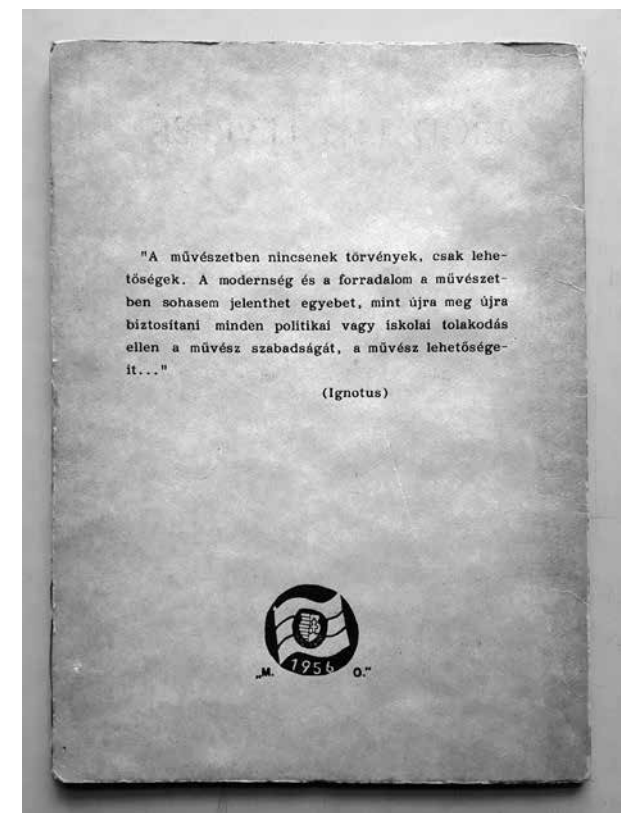 "A művészetben nincsenek törvények, csak lehe-
tőségek. A modernség és a forradalom a művészet-
ben sohasem jelenthet egyebet, mint újra meg újra
biztosítani minden politikai vagy iskolai tolakodás
ellen a művész szabadságát, a művész lehetősége-
it..."
(Ignotus)
„M. 1956 O."